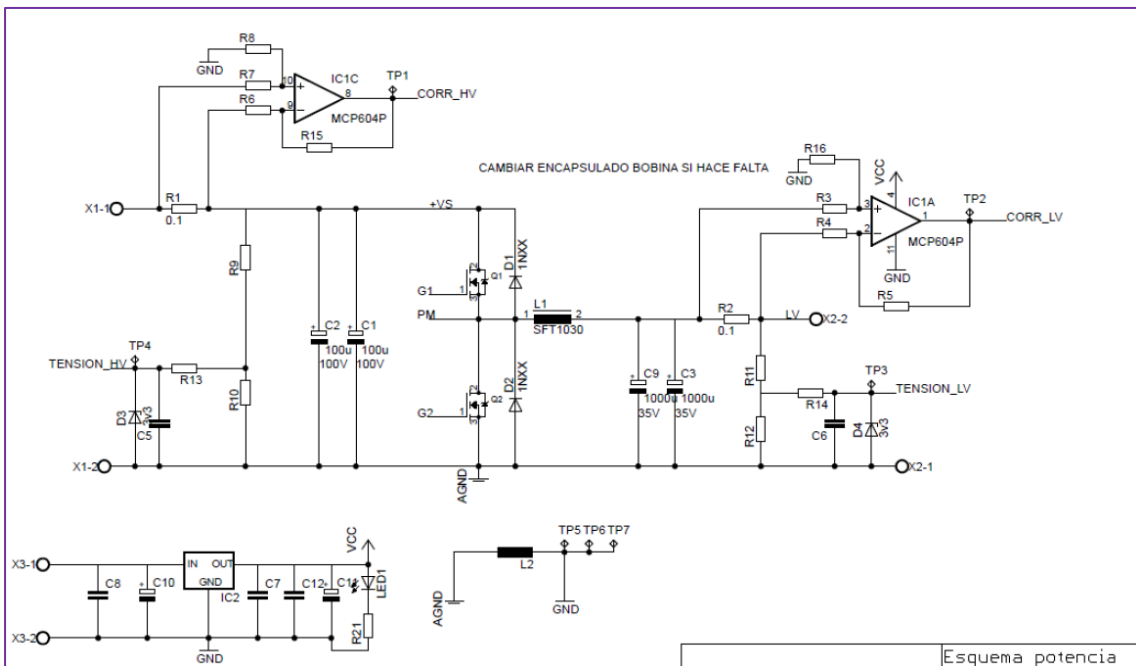 R8
GND
R7
10
IC1C
TP1
8
CORR_HV
R6
9
MCP604P
R15
CAMBIAR ENCAPSULADO BOBINA SI HACE FALTA
R16
GND
VCC
4
R3
3
IC1A
TP2
1
CORR_LV
R4
2
MCP604P
11
GND
R5
X1-1
R1
0.1
+VS
R9
G1
1
2
3
Q1
D1
1NXX
PM
L1
1
2
SFT1030
R2
0.1
LV
X2-2
C2
100u
100V
C1
100u
100V
TP4
TENSION_HV
R13
R10
D3
3v3
C5
G2
1
2
3
Q2
D2
1NXX
C9
1000u
35V
C3
1000u
35V
R11
R12
R14
TP3
TENSION_LV
C6
D4
3v3
X1-2
AGND
X2-1
X3-1
C8
C10
IN
OUT
GND
IC2
C7
C12
C11
VCC
LED1
R21
X3-2
GND
AGND
L2
TP5
TP6
TP7
GND
Esquema potencia